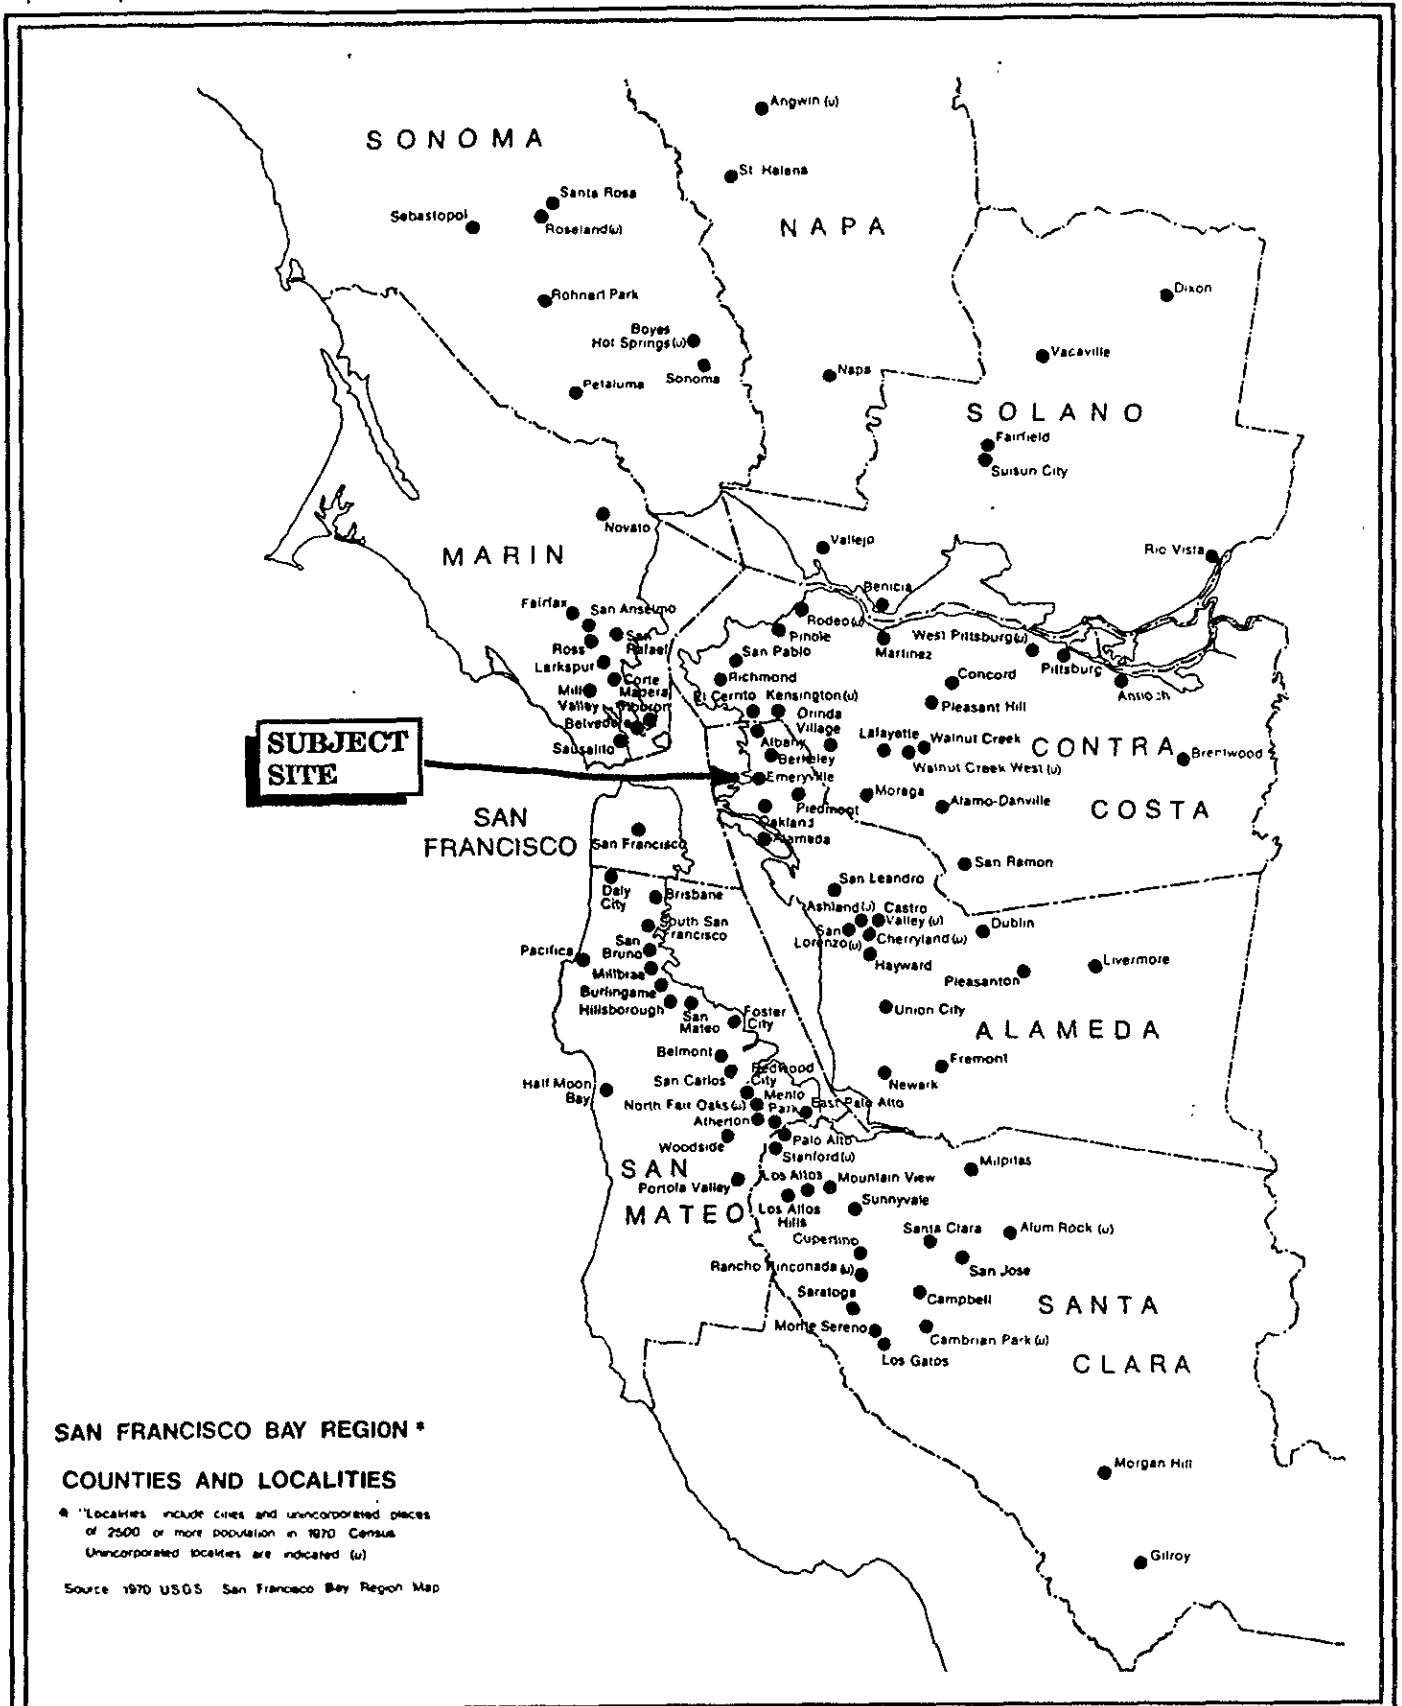 Angwin (u)
SONOMA
St Helena
Santa Rosa
Sebastopol
Roseland(u)
NAPA
Rohnert Park
Dixon
Boyes
Hot Springs(u)
Sonoma
Petaluma
Napa
Vacaville
SOLANO
Fairfield
Suisun City
Novato
MARIN
Vallejo
Rio Vista
Benicia
Fairfax
San Anselmo
Ross
San
Rafael
Larkspur
Corte
Madera
Mill
Valley
Tiburon
Belvedere
Sausalito
Rodeo(u)
Pinole
Martinez
West Pittsburg(u)
Pittsburg
Antioch
San Pablo
Richmond
Concord
Pleasant Hill
El Cerrito
Kensington(u)
Orinda
Village
Lafayette
Walnut Creek
Walnut Creek West (u)
CONTRA
COSTA
Brentwood
Albany
Berkeley
Emeryville
Piedmont
Oakland
Alameda
Moraga
Alamo-Danville
SUBJECT
SITE
SAN
FRANCISCO
San Francisco
San Ramon
Daly
City
Brisbane
South San
Francisco
San
Bruno
Pacifica
Millbrae
Burlingame
Hillsborough
San
Mateo
Foster
City
San Leandro
Ashland(u)
Castro
Valley (u)
San
Lorenzo(u)
Cherryland(u)
Hayward
Dublin
Pleasanton
Livermore
Union City
ALAMEDA
Fremont
Newark
Belmont
San Carlos
Redwood
City
Half Moon
Bay
North Fair Oaks(u)
Menlo
Park
East Palo Alto
Atherton
Woodside
Palo Alto
Stanford(u)
SAN
MATEO
Portola Valley
Los Altos
Mountain View
Los Altos
Hills
Sunnyvale
Milpitas
Cupertino
Santa Clara
Alum Rock (u)
Rancho Rinconada (u)
San Jose
Saratoga
Campbell
SANTA
CLARA
Monte Sereno
Cambrian Park (u)
Los Gatos
Morgan Hill
Gilroy
SAN FRANCISCO BAY REGION *
COUNTIES AND LOCALITIES
* "Localities include cities and unincorporated places
of 2500 or more population in 1970 Census
Unincorporated localities are indicated (u)
Source 1970 USGS San Francisco Bay Region Map